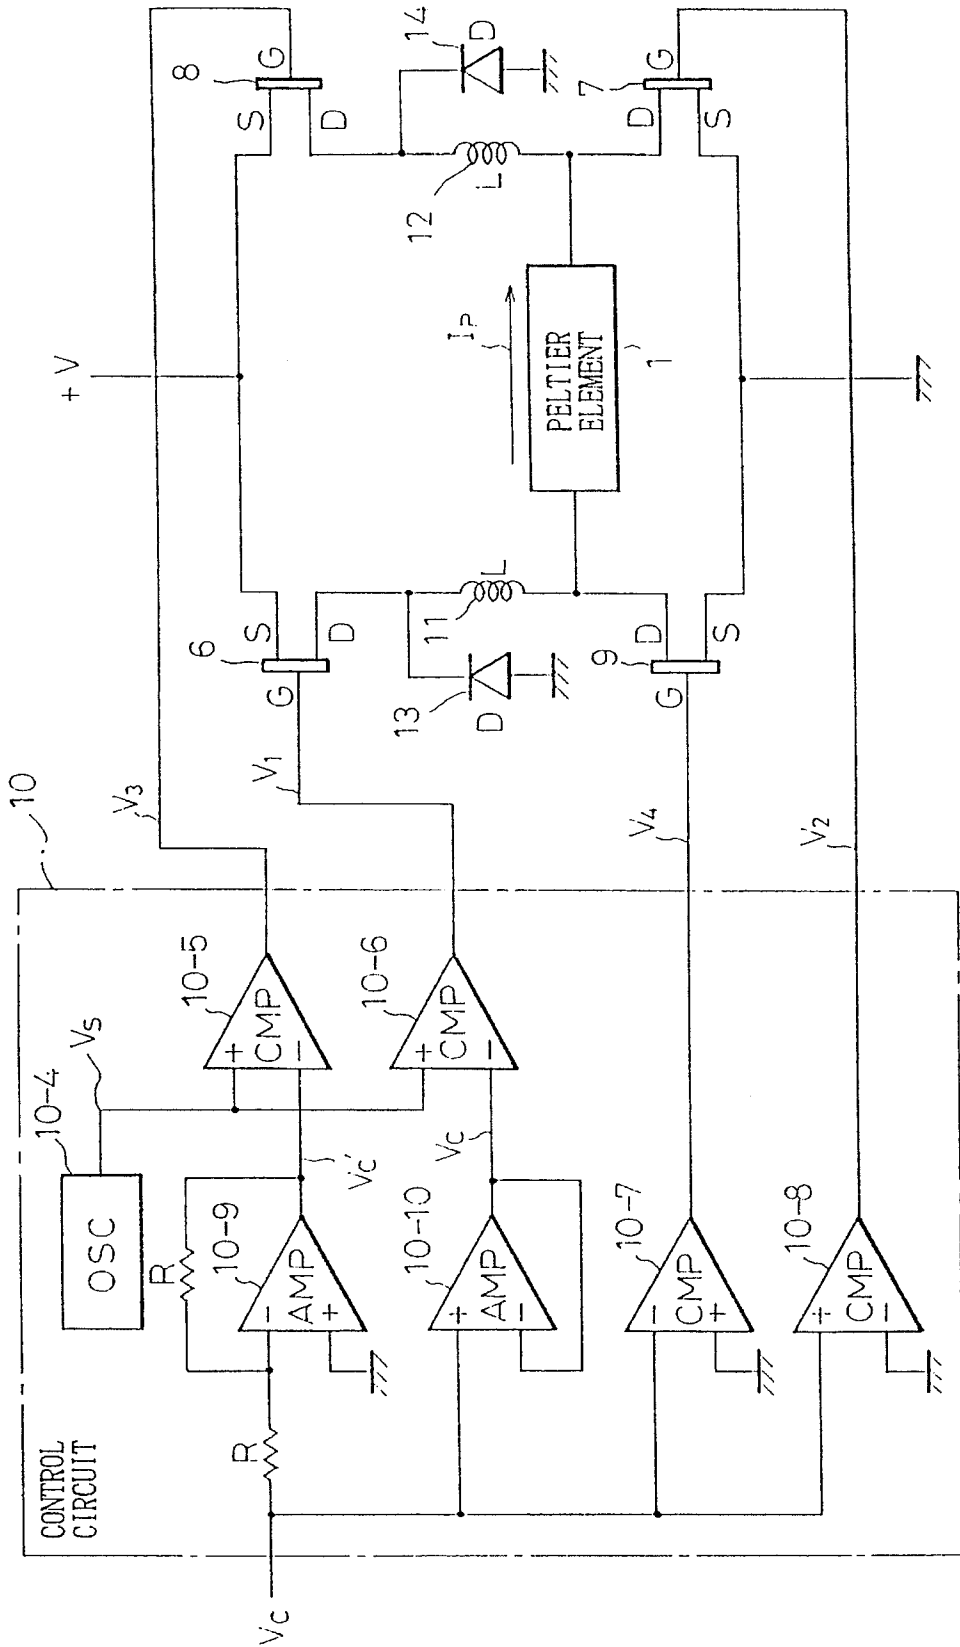 CONTROL
CIRCUIT
10
OSC
10-4
Vs
R
R
10-9
AMP
-
+
Vc'
10-5
CMP
+
-
V3
Vc
10-10
AMP
+
-
Vc
10-6
CMP
+
-
V1
10-7
CMP
-
+
V4
10-8
CMP
+
-
V2
+V
6
S
D
G
8
S
D
G
13
D
11
L
14
D
12
L
IP
PELTIER
ELEMENT
1
9
D
S
G
7
D
S
G